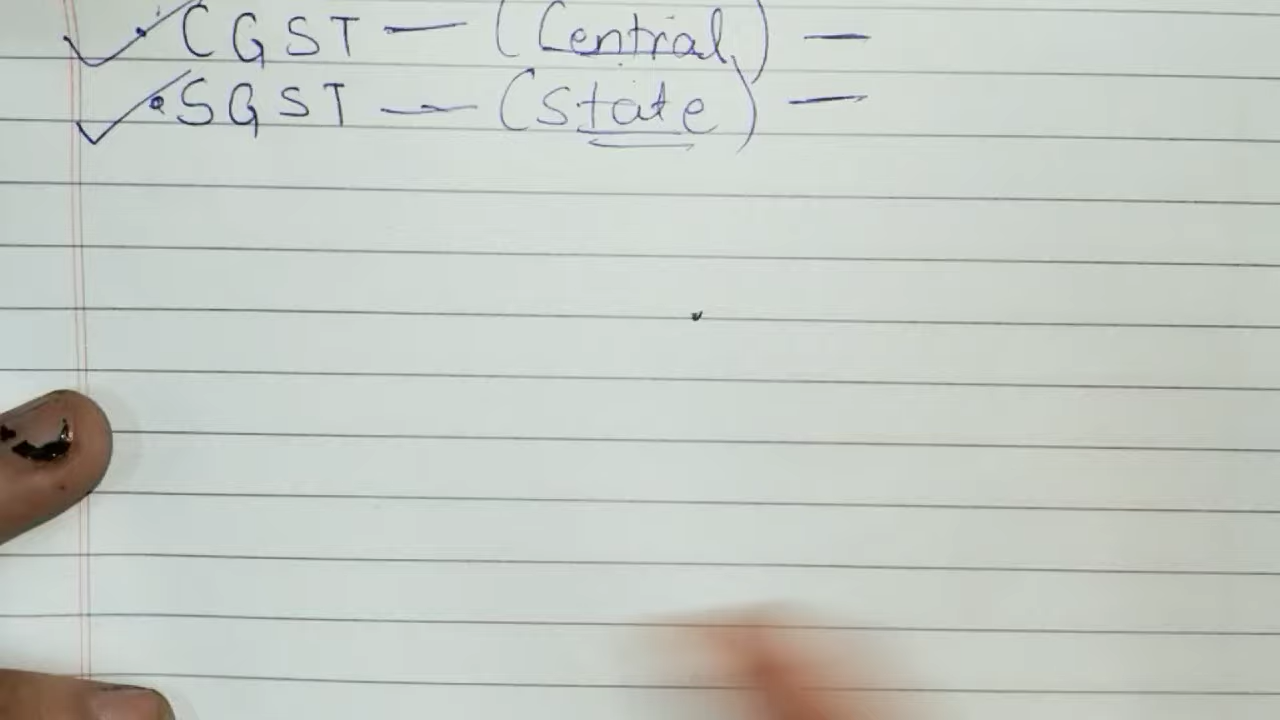 CGST — (Central) —
SGST — (State) —